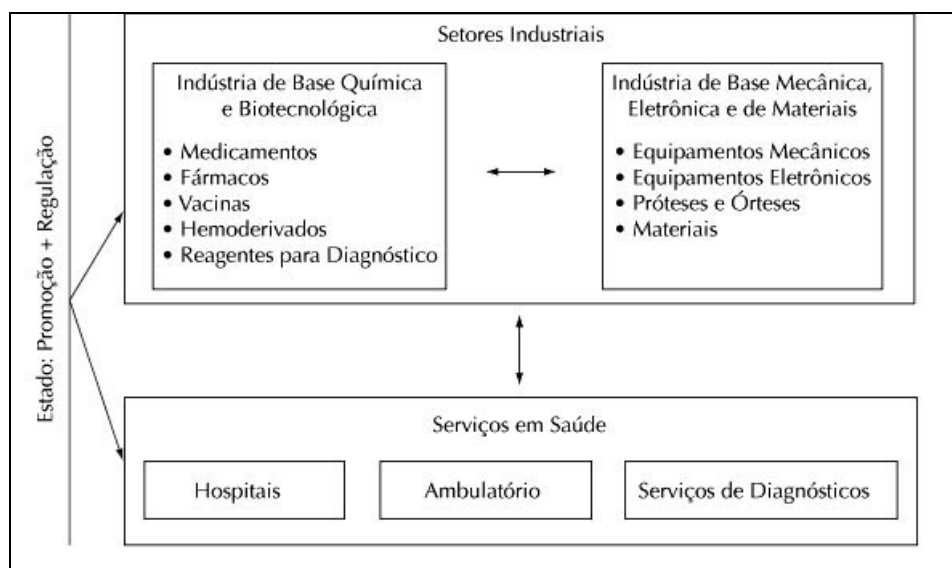 Estado: Promoção + Regulação
Setores Industriais
Indústria de Base Química
e Biotecnológica
• Medicamentos
• Fármacos
• Vacinas
• Hemoderivados
• Reagentes para Diagnóstico
Indústria de Base Mecânica,
Eletrônica e de Materiais
• Equipamentos Mecânicos
• Equipamentos Eletrônicos
• Próteses e Órteses
• Materiais
Serviços em Saúde
Hospitais
Ambulatório
Serviços de Diagnósticos